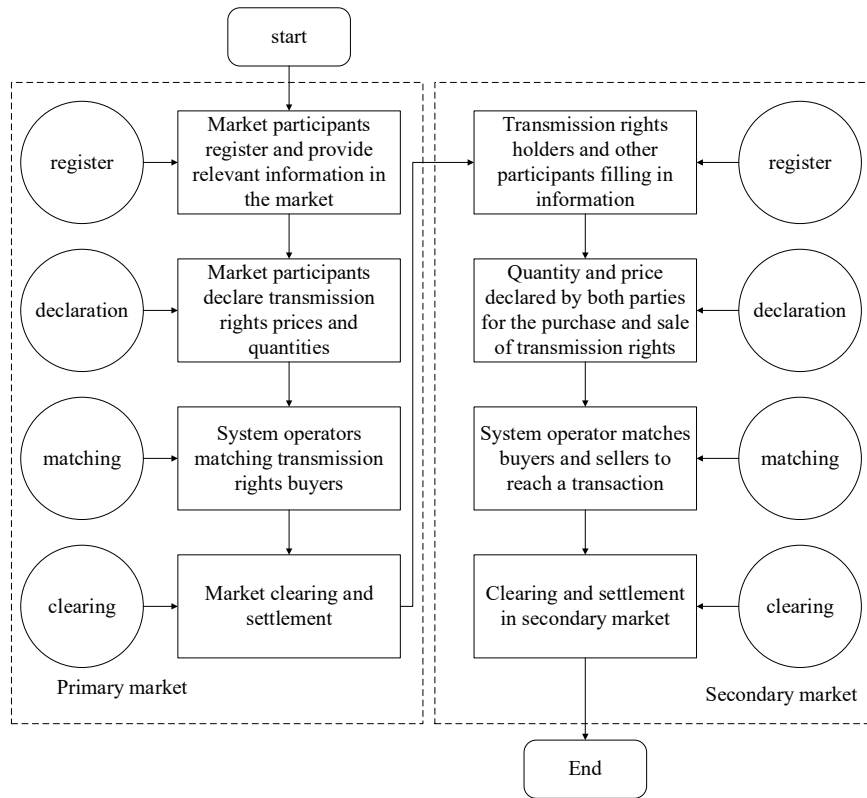 start
register
Market participants
register and provide
relevant information in
the market
declaration
Market participants
declare transmission
rights prices and
quantities
matching
System operators
matching transmission
rights buyers
clearing
Market clearing and
settlement
Primary market
Transmission rights
holders and other
participants filling in
information
register
Quantity and price
declared by both parties
for the purchase and sale
of transmission rights
declaration
System operator matches
buyers and sellers to
reach a transaction
matching
Clearing and settlement
in secondary market
clearing
Secondary market
End